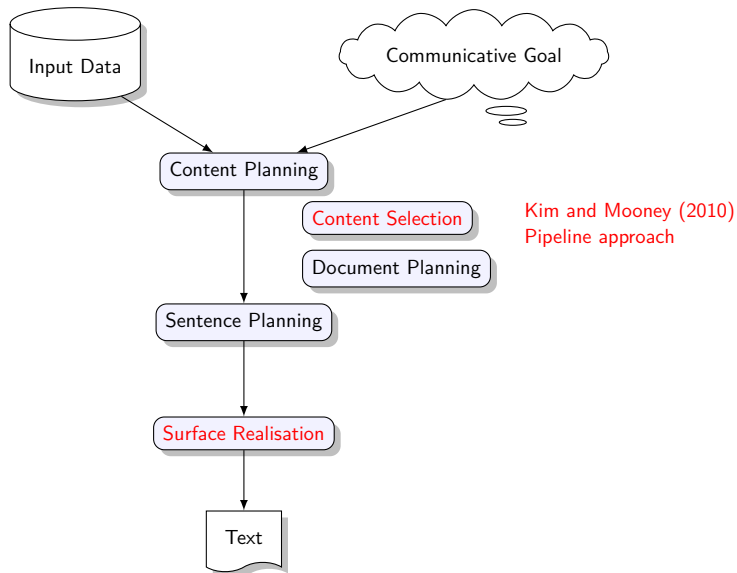 Input Data
Communicative Goal
Content Planning
Content Selection
Kim and Mooney (2010)
Pipeline approach
Document Planning
Sentence Planning
Surface Realisation
Text